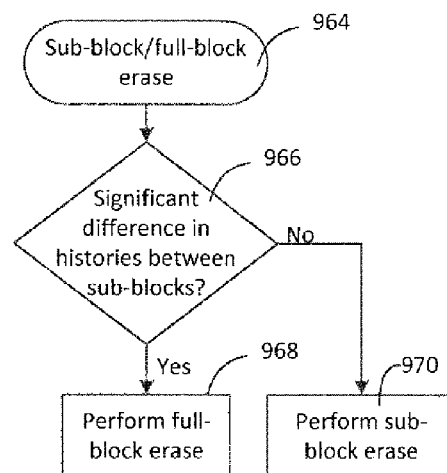 Sub-block/full-block
erase
964
966
Significant
difference in
histories between
sub-blocks?
No
Yes
968
970
Perform full-
block erase
Perform sub-
block erase